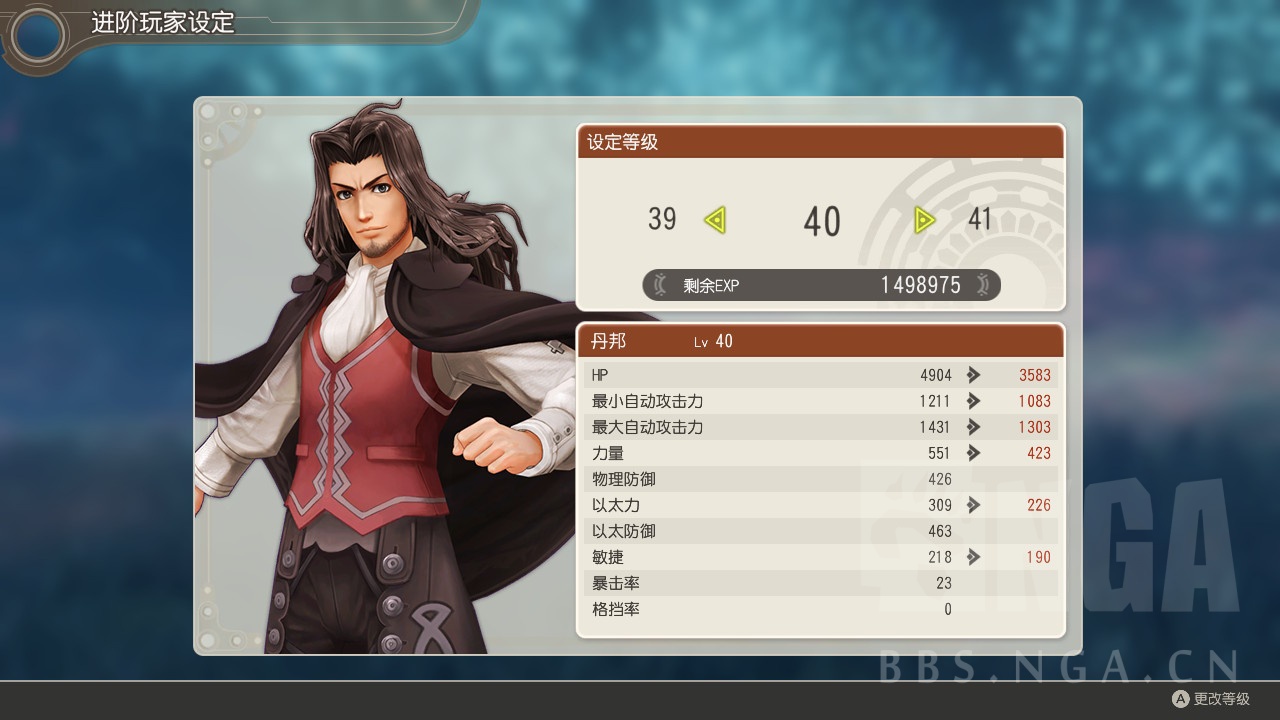 进阶玩家设定
设定等级
39 40 41
剩余EXP 1498975
丹邦 Lv 40
HP 4904 3583
最小自动攻击力 1211 1083
最大自动攻击力 1431 1303
力量 551 423
物理防御 426
以太力 309 226
以太防御 463
敏捷 218 190
暴击率 23
格挡率 0
NGA
BBS.NGA.CN
A 更改等级